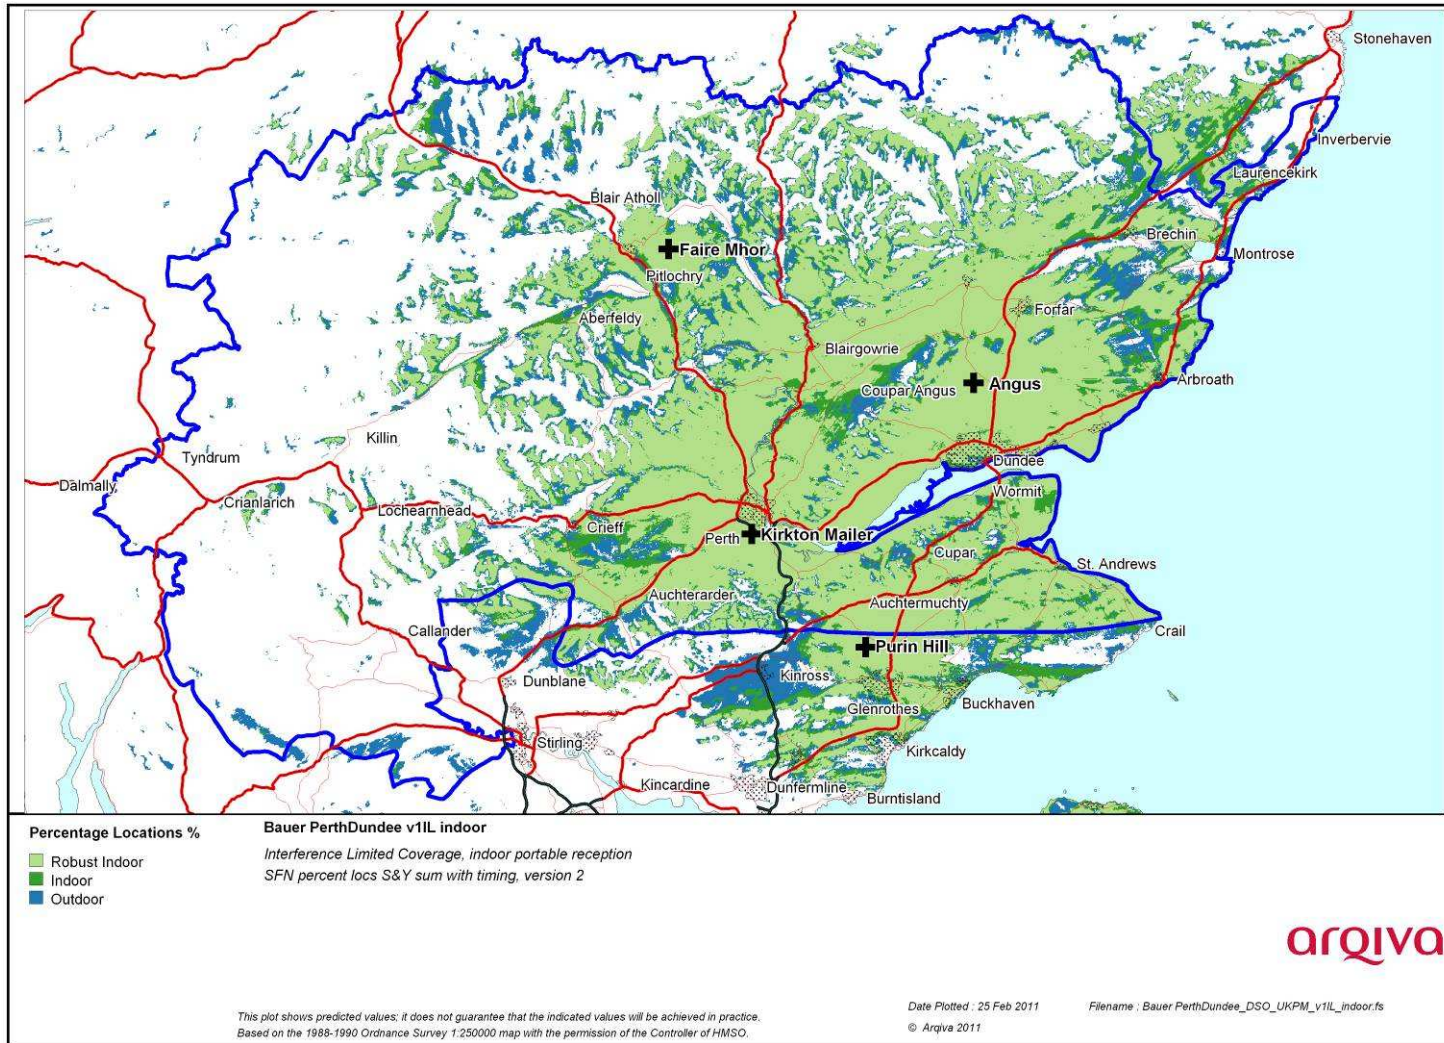 Stonehaven
Inverbervie
Laurencekirk
Blair Atholl
Brechin
Faire Mhor
Montrose
Pitlochry
Forfar
Aberfeldy
Blairgowrie
Arbroath
Angus
Coupar Angus
Killin
Tyndrum
Dundee
Dalmally
Wormit
Crianlarich
Lochearnhead
Crieff
Perth
Kirkton Mailer
Cupar
St. Andrews
Auchterarder
Auchtermuchty
Callander
Crail
Purin Hill
Dunblane
Kinross
Glenrothes
Buckhaven
Stirling
Kirkcaldy
Kincardine
Dunfermline
Burntisland
Percentage Locations %
Robust Indoor
Indoor
Outdoor
Bauer PerthDundee v1IL indoor
Interference Limited Coverage, indoor portable reception
SFN percent locs S&Y sum with timing, version 2
arqiva
This plot shows predicted values; it does not guarantee that the indicated values will be achieved in practice.
Based on the 1988-1990 Ordnance Survey 1:250000 map with the permission of the Controller of HMSO.
Date Plotted : 25 Feb 2011
© Arqiva 2011
Filename : Bauer PerthDundee_DSO_UKPM_v1IL_indoor.fs